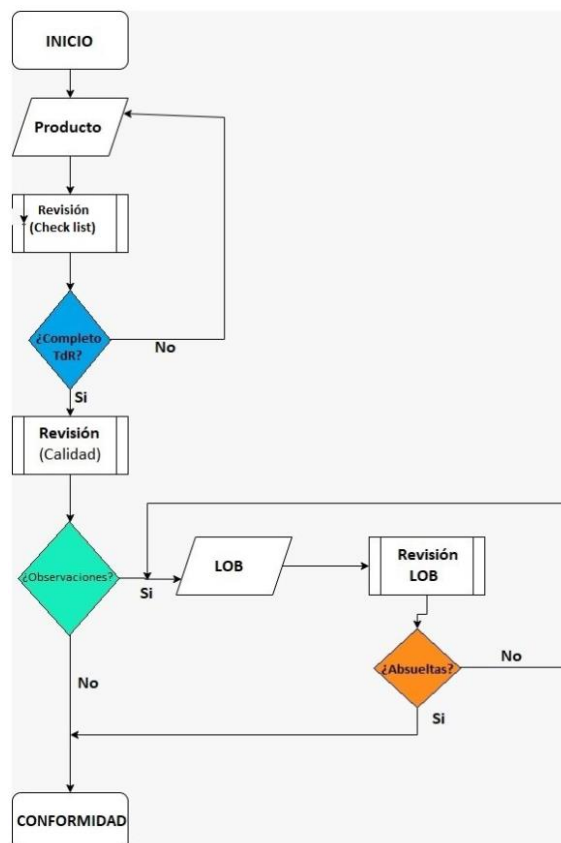 INICIO
Producto
Revisión
(Check list)
¿Completo
TdR?
No
Si
Revisión
(Calidad)
¿Observaciones?
Si
LOB
Revisión
LOB
¿Absueltas?
No
Si
No
CONFORMIDAD